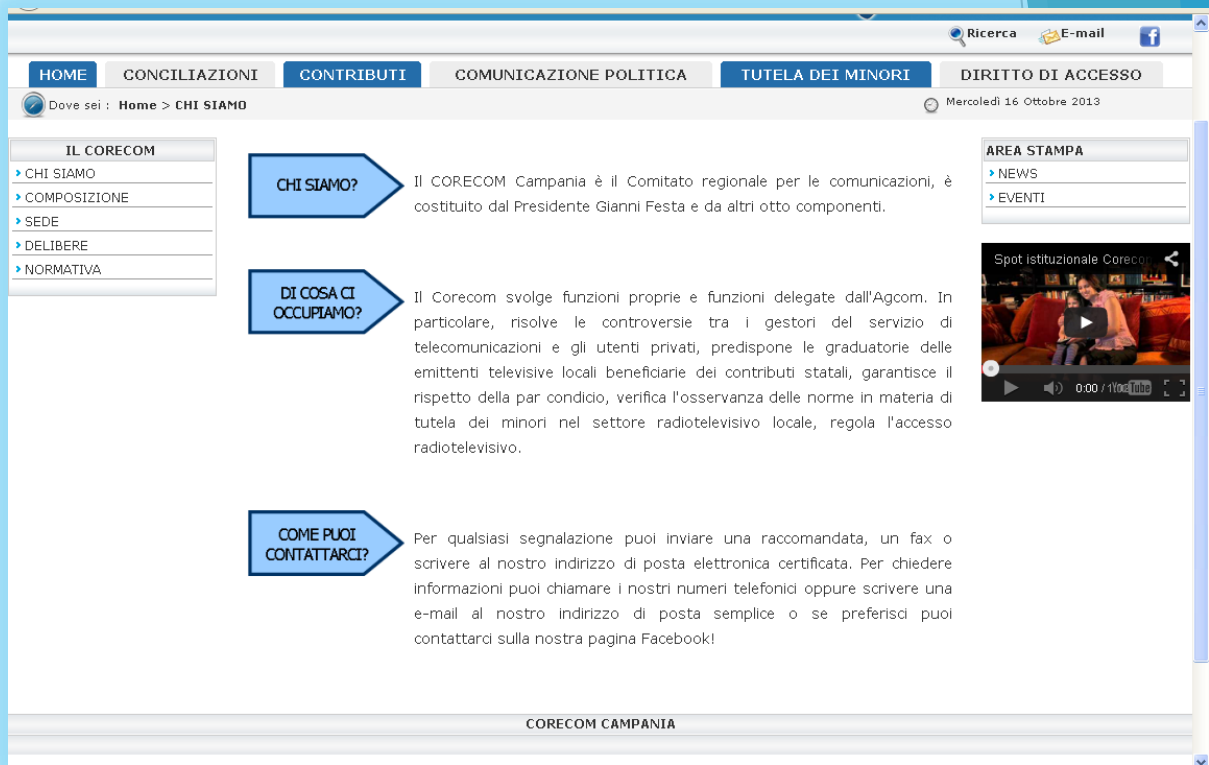 Ricerca E-mail f
HOME CONCILIAZIONI CONTRIBUTI COMUNICAZIONE POLITICA TUTELA DEI MINORI DIRITTO DI ACCESSO
Dove sei : Home > CHI SIAMO
Mercoledì 16 Ottobre 2013
IL CORECOM
CHI SIAMO
COMPOSIZIONE
SEDE
DELIBERE
NORMATIVA
CHI SIAMO?
Il CORECOM Campania è il Comitato regionale per le comunicazioni, è
costituito dal Presidente Gianni Festa e da altri otto componenti.
DI COSA CI
OCCUPIAMO?
Il Corecom svolge funzioni proprie e funzioni delegate dall'Agcom. In
particolare, risolve le controversie tra i gestori del servizio di
telecomunicazioni e gli utenti privati, predispone le graduatorie delle
emittenti televisive locali beneficiarie dei contributi statali, garantisce il
rispetto della par condicio, verifica l'osservanza delle norme in materia di
tutela dei minori nel settore radiotelevisivo locale, regola l'accesso
radiotelevisivo.
COME PUOI
CONTATTARCI?
Per qualsiasi segnalazione puoi inviare una raccomandata, un fax o
scrivere al nostro indirizzo di posta elettronica certificata. Per chiedere
informazioni puoi chiamare i nostri numeri telefonici oppure scrivere una
e-mail al nostro indirizzo di posta semplice o se preferisci puoi
contattarci sulla nostra pagina Facebook!
AREA STAMPA
NEWS
EVENTI
Spot istituzionale
0:00 / YouTube
CORECOM CAMPANIA